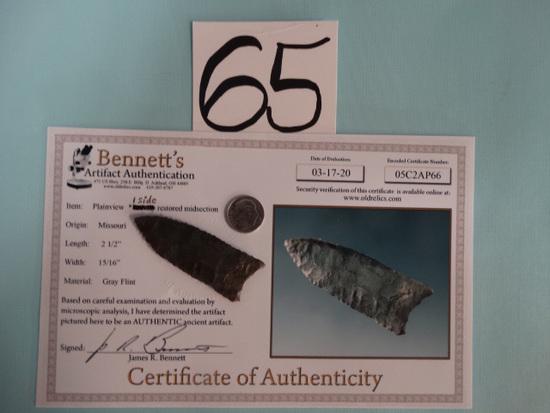 65
Bennett's
Artifact Authentication
www.oldrelics.com
Date of Evaluation:
03-17-20
Encoded Certificate Number:
05C2AP66
Security verification of this certificate is available online at:
www.oldrelics.com
1 side
Item: Plainview restored midsection
Origin: Missouri
Length: 2 1/2"
Width: 15/16"
Material: Gray Flint
Based on careful examination and evaluation by
microscopic analysis, I have determined the artifact
pictured here to be an AUTHENTIC ancient artifact.
Signed:
James R. Bennett
Certificate of Authenticity